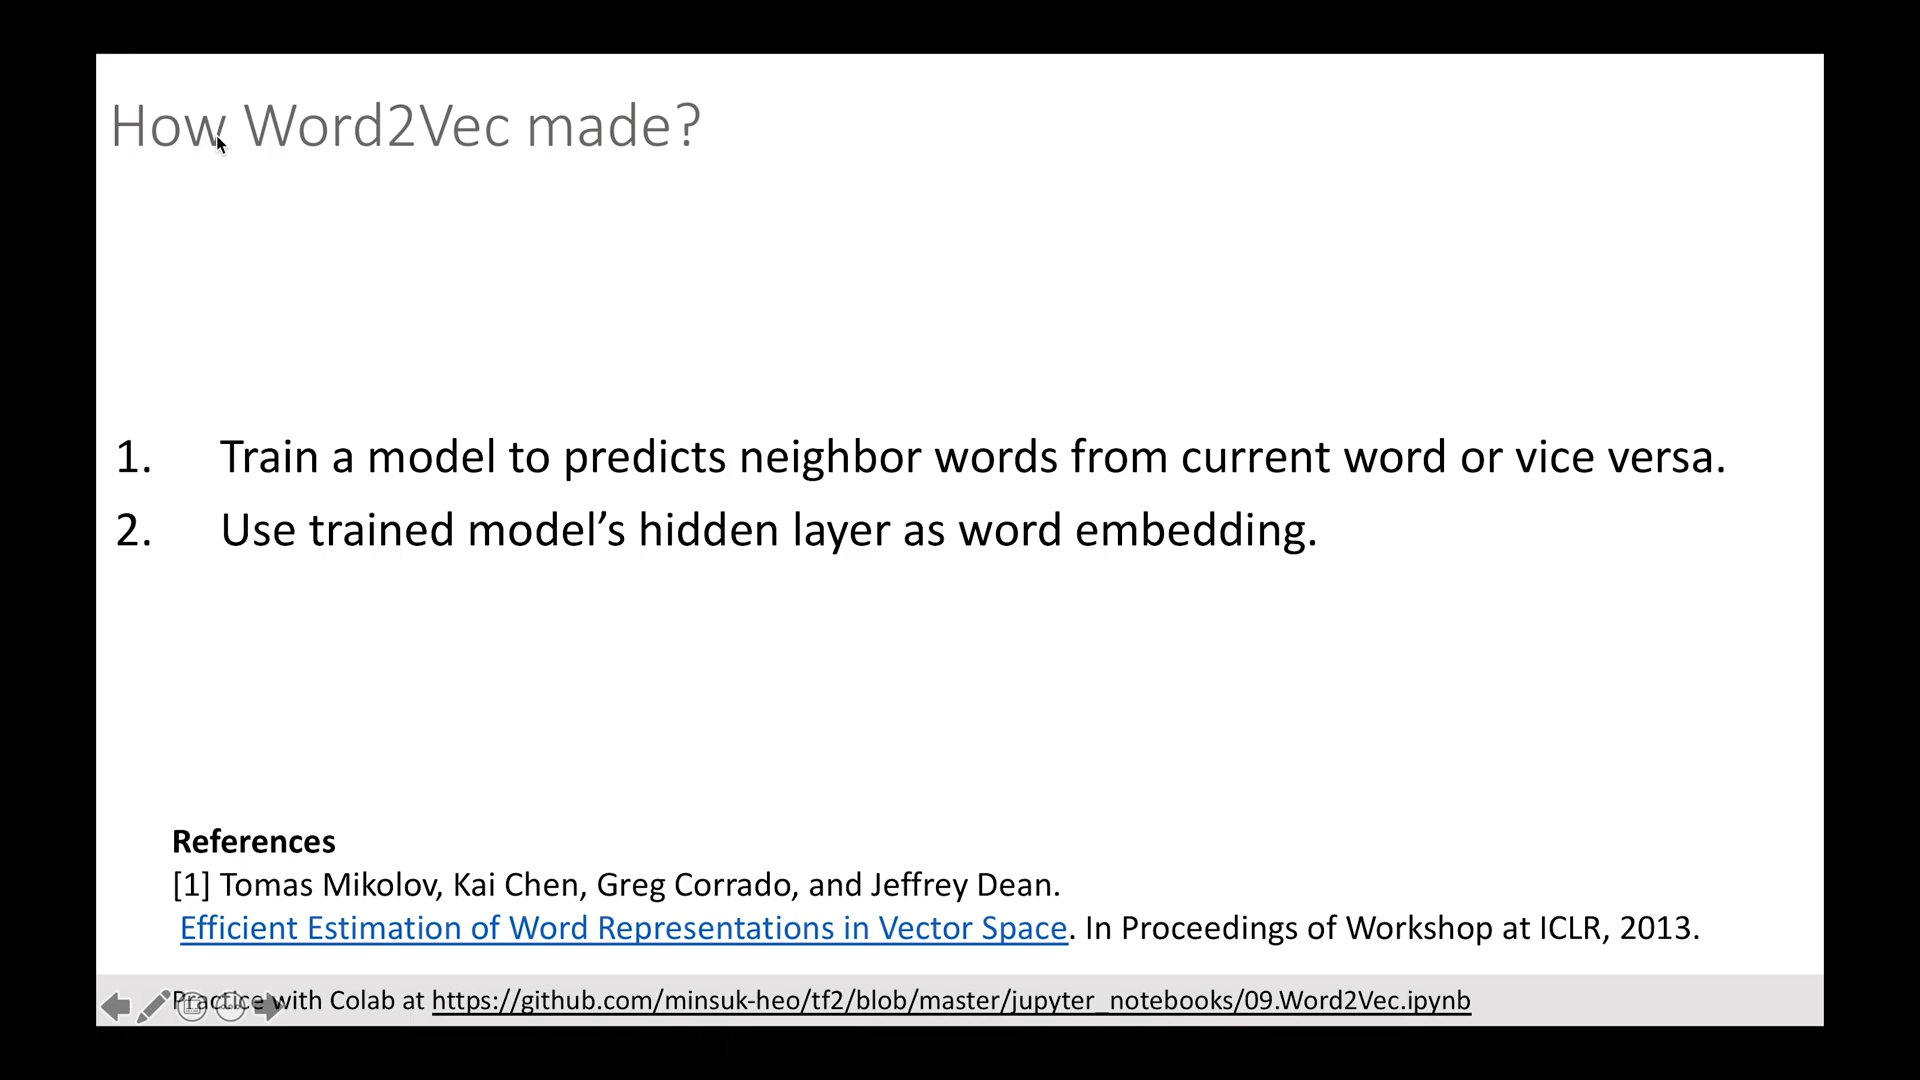 How Word2Vec made?
1. Train a model to predicts neighbor words from current word or vice versa.
2. Use trained model’s hidden layer as word embedding.
References
[1] Tomas Mikolov, Kai Chen, Greg Corrado, and Jeffrey Dean.
Efficient Estimation of Word Representations in Vector Space. In Proceedings of Workshop at ICLR, 2013.
Practice with Colab at https://github.com/minsuk-heo/tf2/blob/master/jupyter_notebooks/09.Word2Vec.ipynb